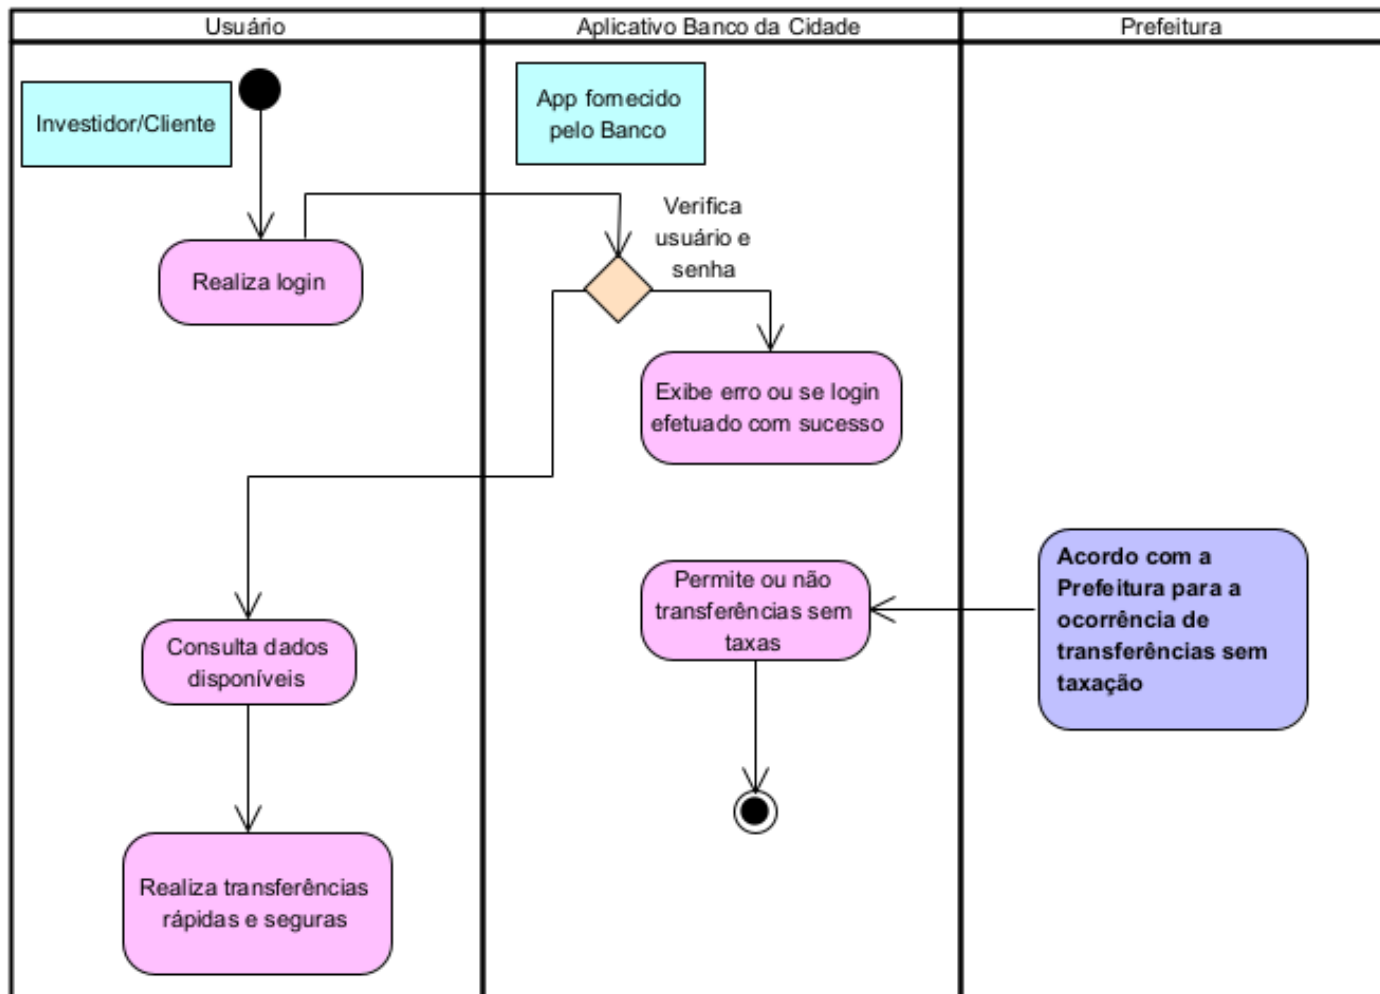 Usuário
Aplicativo Banco da Cidade
Prefeitura
Investidor/Cliente
App fornecido
pelo Banco
Verifica
usuário e
senha
Realiza login
Exibe erro ou se login
efetuado com sucesso
Acordo com a
Prefeitura para a
ocorrência de
transferências sem
taxação
Permite ou não
transferências sem
taxas
Consulta dados
disponíveis
Realiza transferências
rápidas e seguras